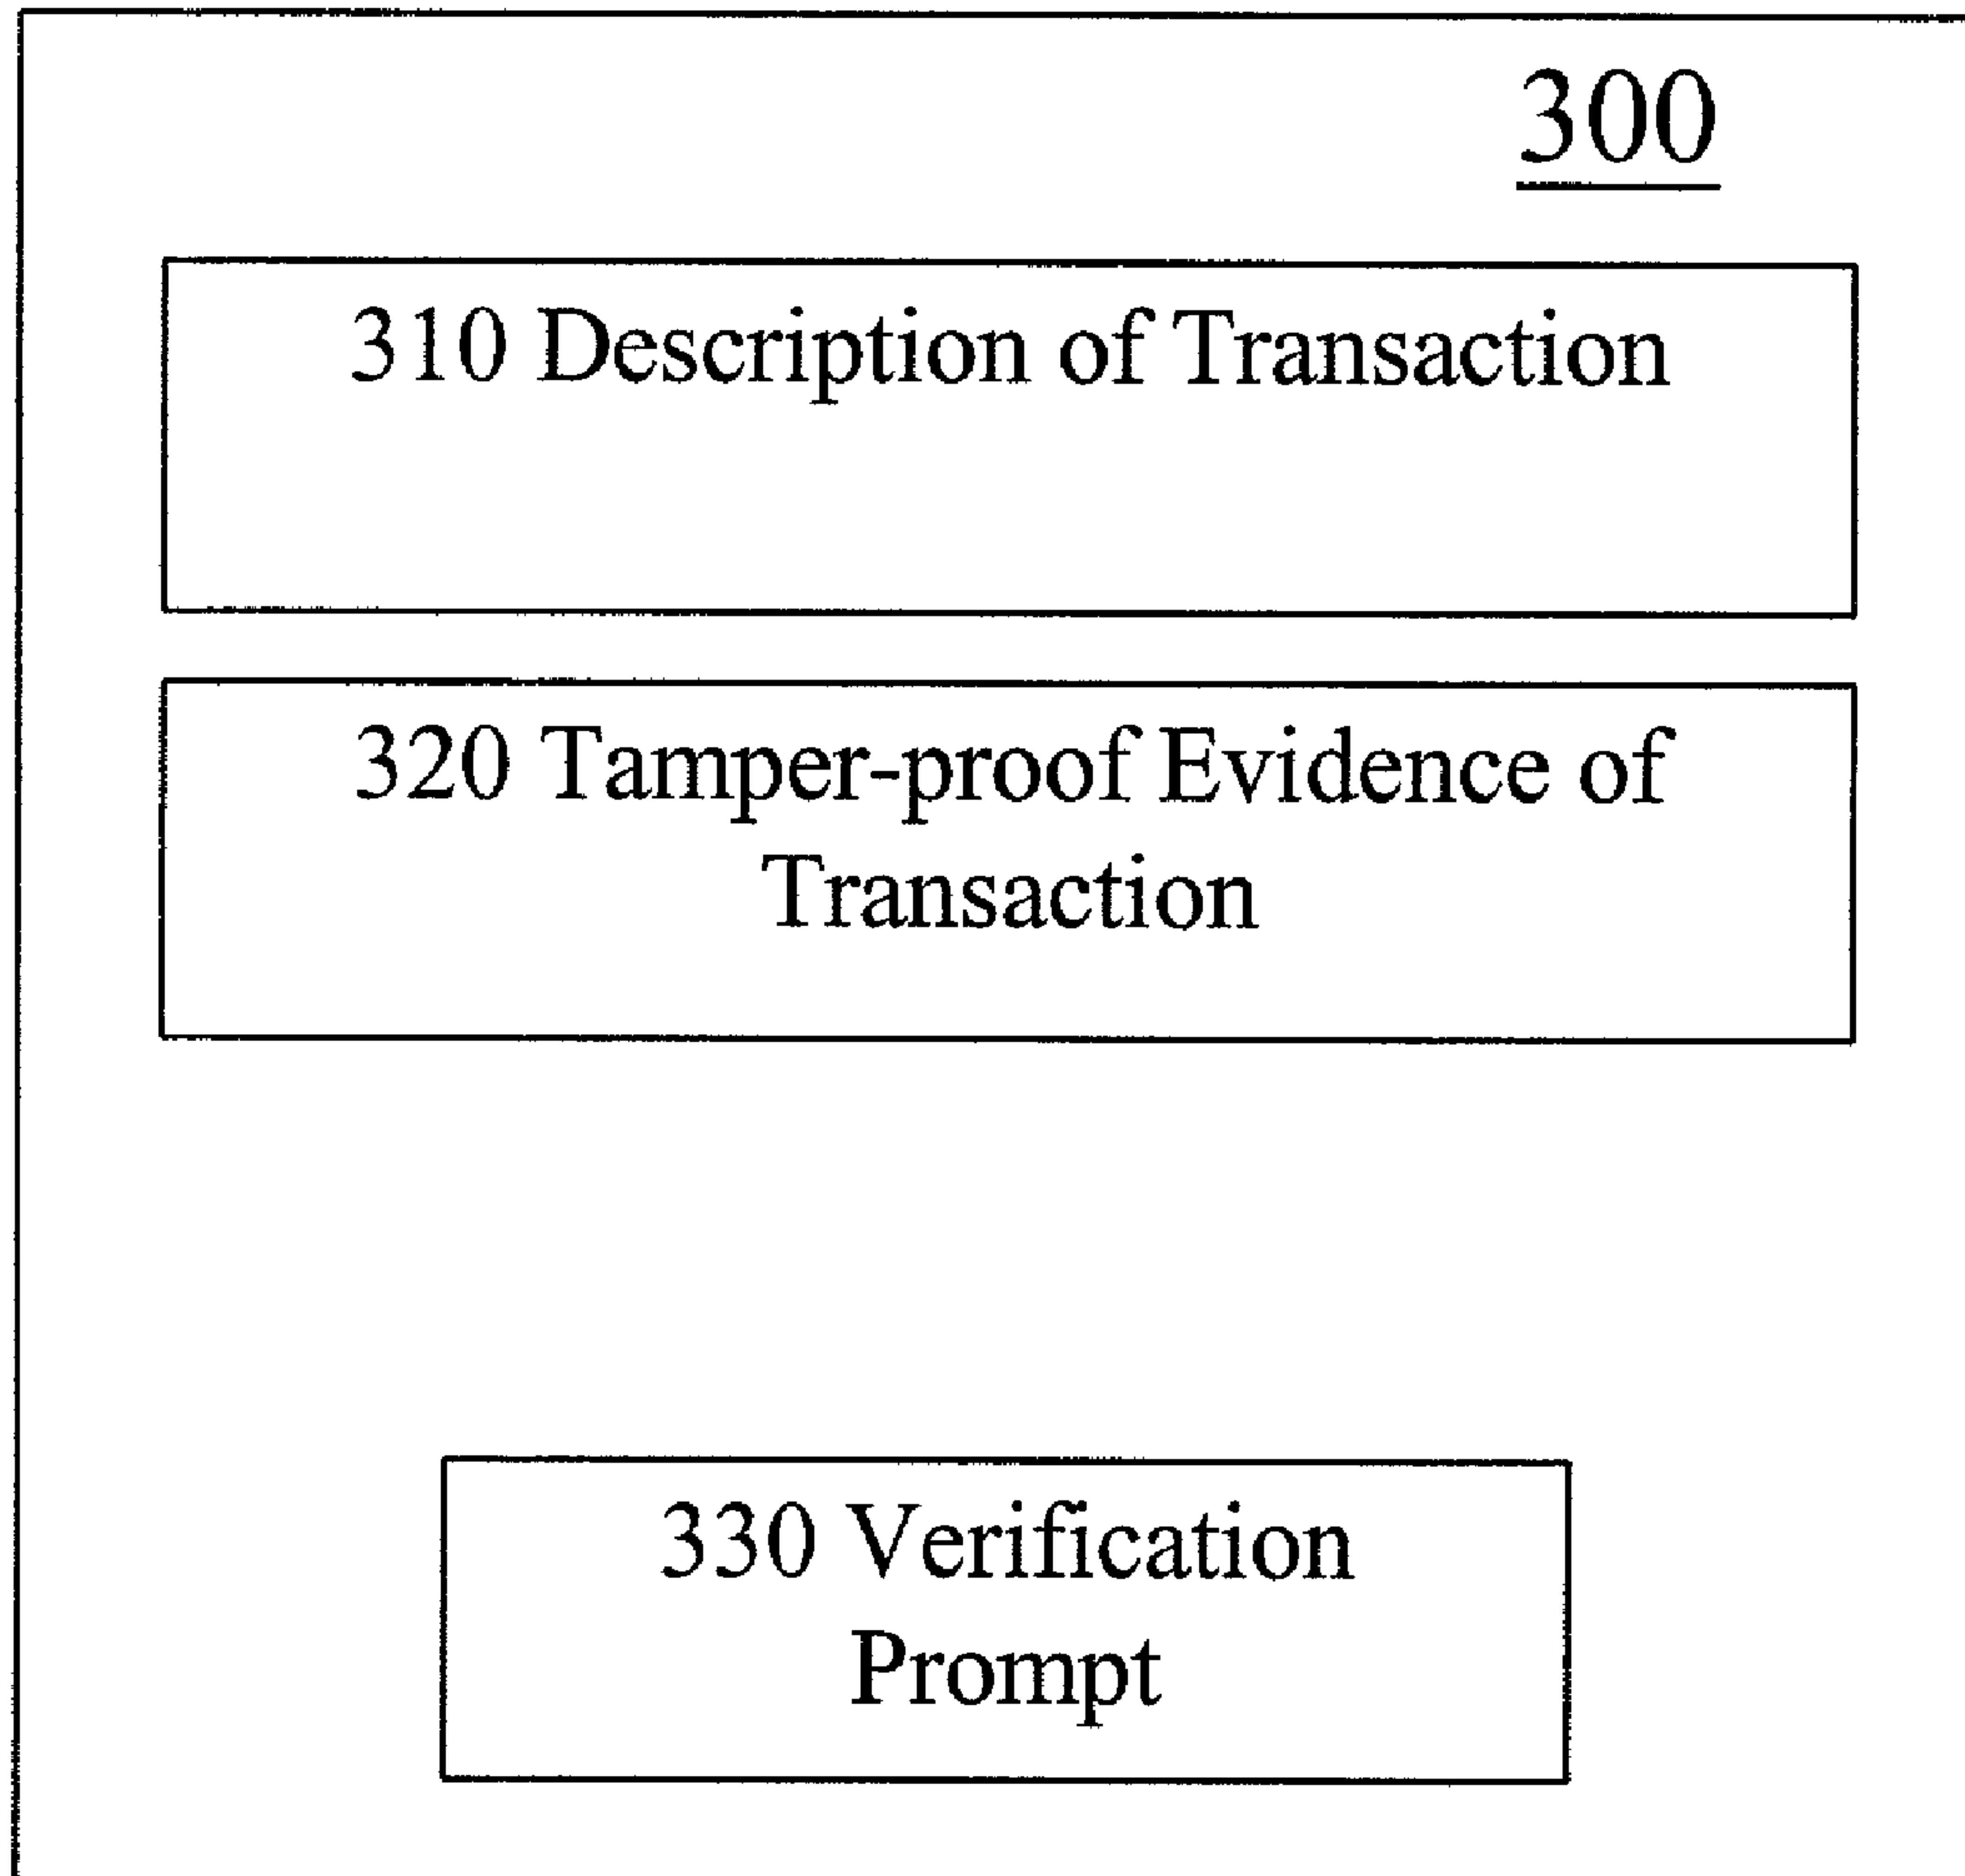 300
310 Description of Transaction
320 Tamper-proof Evidence of
Transaction
330 Verification
Prompt